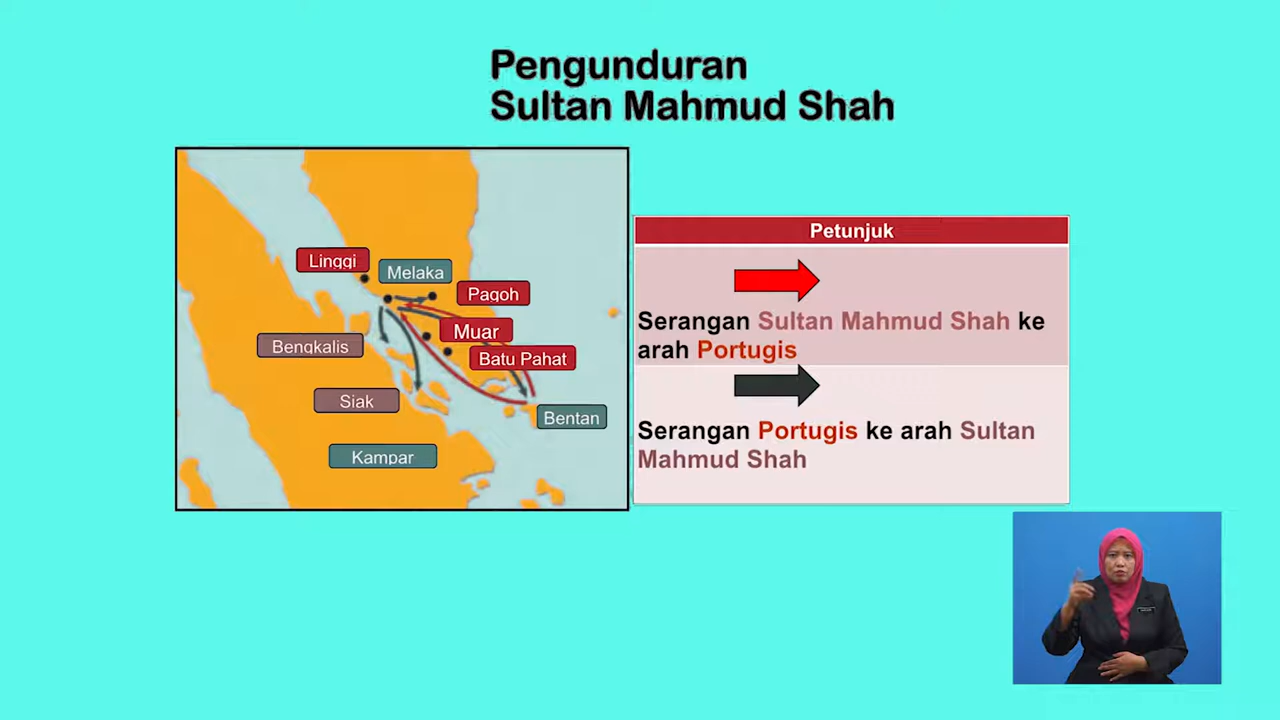 Pengunduran
Sultan Mahmud Shah
Linggi
Melaka
Pagoh
Muar
Bengkalis
Batu Pahat
Siak
Bentan
Kampar
Petunjuk
Serangan Sultan Mahmud Shah ke
arah Portugis
Serangan Portugis ke arah Sultan
Mahmud Shah